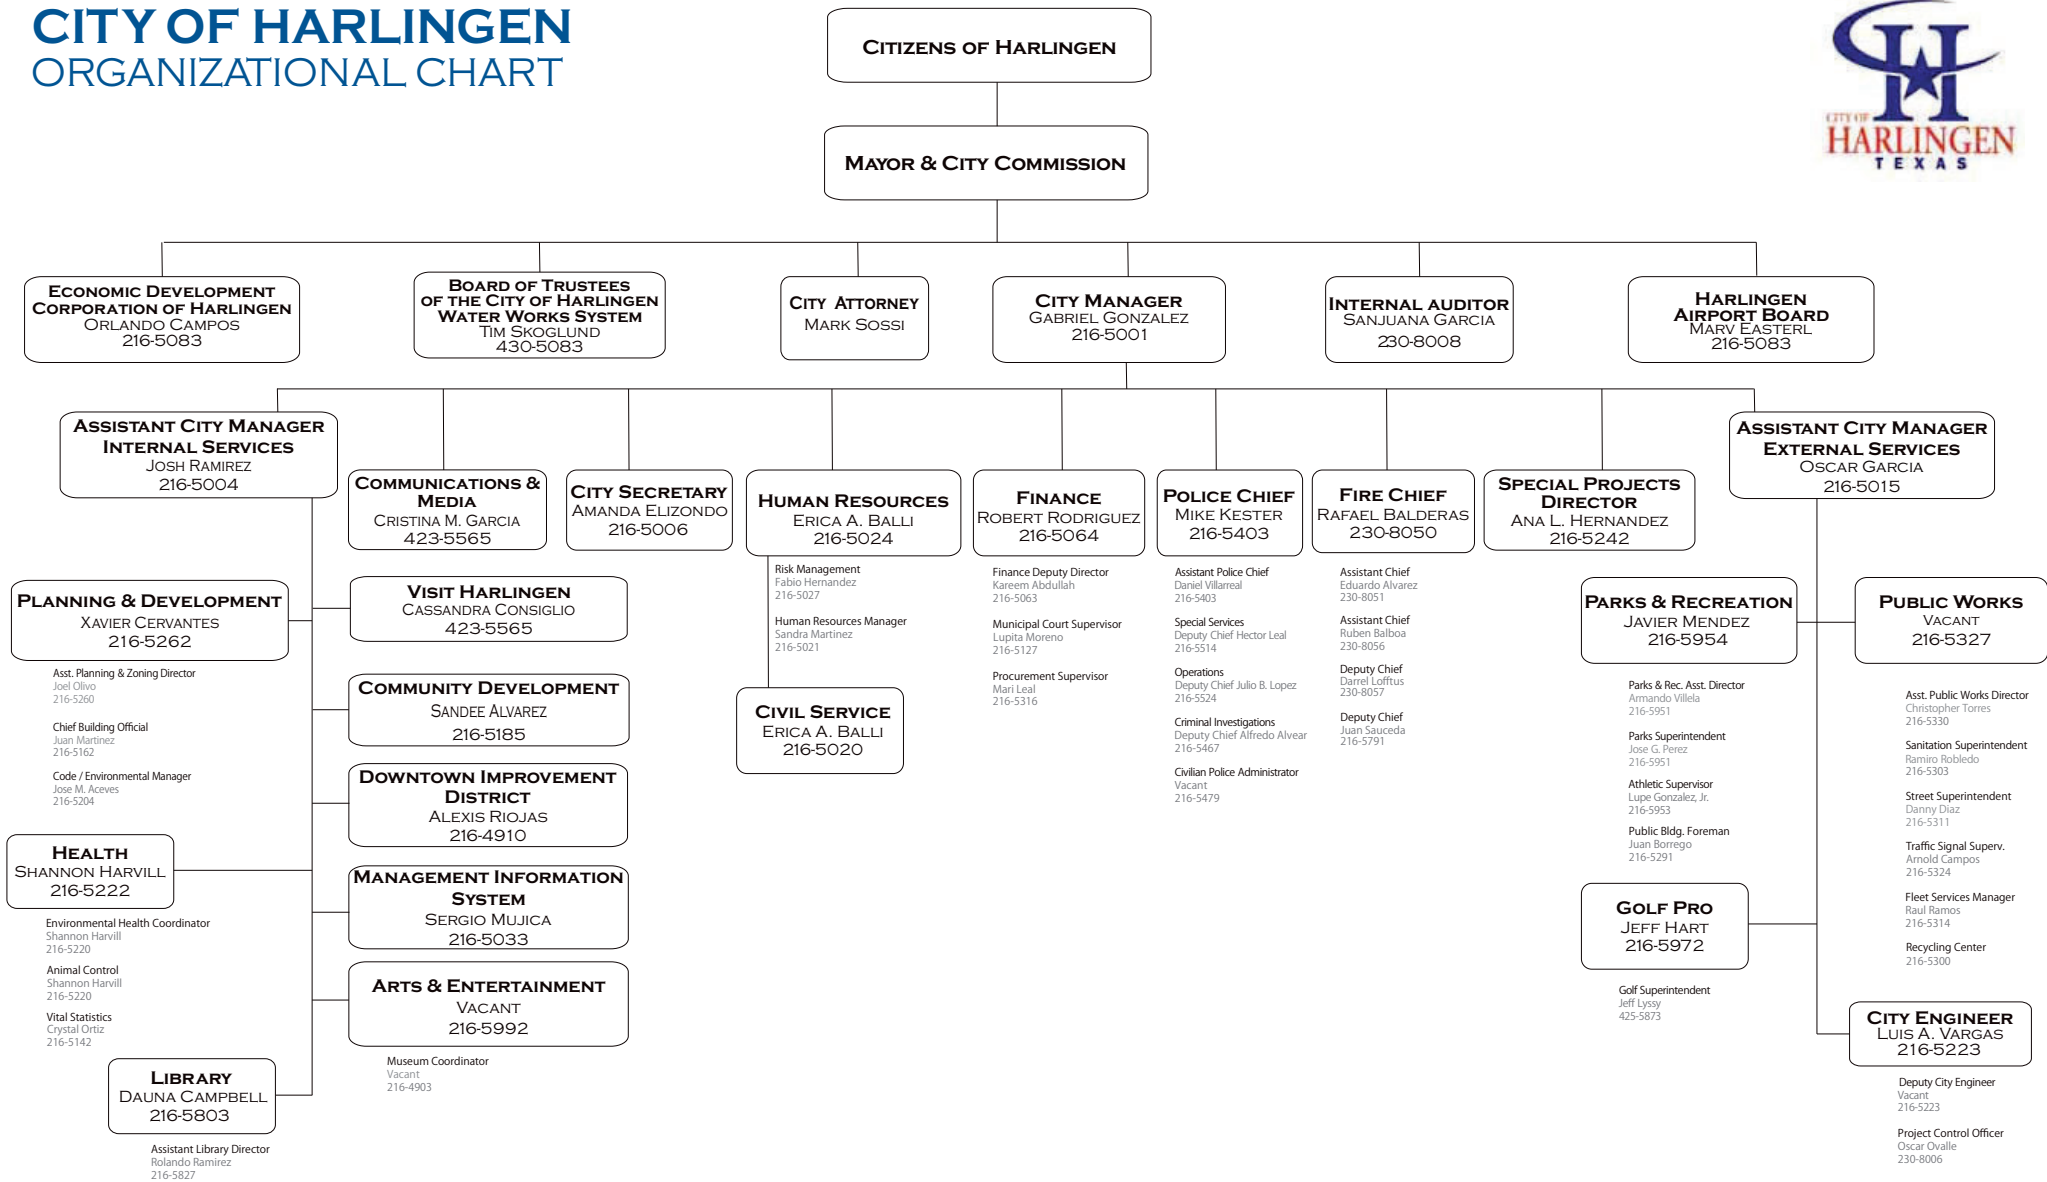 CITY OF HARLINGEN
ORGANIZATIONAL CHART
CITY OF
HARLINGEN
TEXAS
CITIZENS OF HARLINGEN
MAYOR & CITY COMMISSION
ECONOMIC DEVELOPMENT
CORPORATION OF HARLINGEN
ORLANDO CAMPOS
216-5083
BOARD OF TRUSTEES
OF THE CITY OF HARLINGEN
WATER WORKS SYSTEM
TIM SKOGLUND
430-5083
CITY ATTORNEY
MARK SOSSI
CITY MANAGER
GABRIEL GONZALEZ
216-5001
INTERNAL AUDITOR
SANJUANA GARCIA
230-8008
HARLINGEN
AIRPORT BOARD
MARV EASTERL
216-5083
ASSISTANT CITY MANAGER
INTERNAL SERVICES
JOSH RAMIREZ
216-5004
COMMUNICATIONS &
MEDIA
CRISTINA M. GARCIA
423-5565
CITY SECRETARY
AMANDA ELIZONDO
216-5006
HUMAN RESOURCES
ERICA A. BALLI
216-5024
FINANCE
ROBERT RODRIGUEZ
216-5064
POLICE CHIEF
MIKE KESTER
216-5403
FIRE CHIEF
RAFAEL BALDERAS
230-8050
SPECIAL PROJECTS
DIRECTOR
ANA L. HERNANDEZ
216-5242
ASSISTANT CITY MANAGER
EXTERNAL SERVICES
OSCAR GARCIA
216-5015
PLANNING & DEVELOPMENT
XAVIER CERVANTES
216-5262
Asst. Planning & Zoning Director
Joel Olivo
216-5260
Chief Building Official
Juan Martinez
216-5162
Code / Environmental Manager
Jose M. Aceves
216-5204
HEALTH
SHANNON HARVILL
216-5222
Environmental Health Coordinator
Shannon Harvill
216-5220
Animal Control
Shannon Harvill
216-5220
Vital Statistics
Crystal Ortiz
216-5142
LIBRARY
DAUNA CAMPBELL
216-5803
Assistant Library Director
Rolando Ramirez
216-5827
VISIT HARLINGEN
CASSANDRA CONSIGLIO
423-5565
COMMUNITY DEVELOPMENT
SANDEE ALVAREZ
216-5185
DOWNTOWN IMPROVEMENT
DISTRICT
ALEXIS RIOJAS
216-4910
MANAGEMENT INFORMATION
SYSTEM
SERGIO MUJICA
216-5033
ARTS & ENTERTAINMENT
VACANT
216-5992
Museum Coordinator
Vacant
216-4903
Risk Management
Fabio Hernandez
216-5027
Human Resources Manager
Sandra Martinez
216-5021
CIVIL SERVICE
ERICA A. BALLI
216-5020
Finance Deputy Director
Kareem Abdullah
216-5063
Municipal Court Supervisor
Lupita Moreno
216-5127
Procurement Supervisor
Mari Leal
216-5316
Assistant Police Chief
Daniel Villarreal
216-5403
Special Services
Deputy Chief Hector Leal
216-5514
Operations
Deputy Chief Julio B. Lopez
216-5524
Criminal Investigations
Deputy Chief Alfredo Alvear
216-5467
Civilian Police Administrator
Vacant
216-5479
Assistant Chief
Eduardo Alvarez
230-8051
Assistant Chief
Ruben Balboa
230-8056
Deputy Chief
Darrel Lofftus
230-8057
Deputy Chief
Juan Sauceda
216-5791
PARKS & RECREATION
JAVIER MENDEZ
216-5954
Parks & Rec. Asst. Director
Armando Villela
216-5951
Parks Superintendent
Jose G. Perez
216-5951
Athletic Supervisor
Lupe Gonzalez, Jr.
216-5953
Public Bldg. Foreman
Juan Borrego
216-5291
GOLF PRO
JEFF HART
216-5972
Golf Superintendent
Jeff Lyssy
425-5873
PUBLIC WORKS
VACANT
216-5327
Asst. Public Works Director
Christopher Torres
216-5330
Sanitation Superintendent
Ramiro Robledo
216-5303
Street Superintendent
Danny Diaz
216-5311
Traffic Signal Superv.
Arnold Campos
216-5324
Fleet Services Manager
Raul Ramos
216-5314
Recycling Center
216-5300
CITY ENGINEER
LUIS A. VARGAS
216-5223
Deputy City Engineer
Vacant
216-5223
Project Control Officer
Oscar Ovalle
230-8006